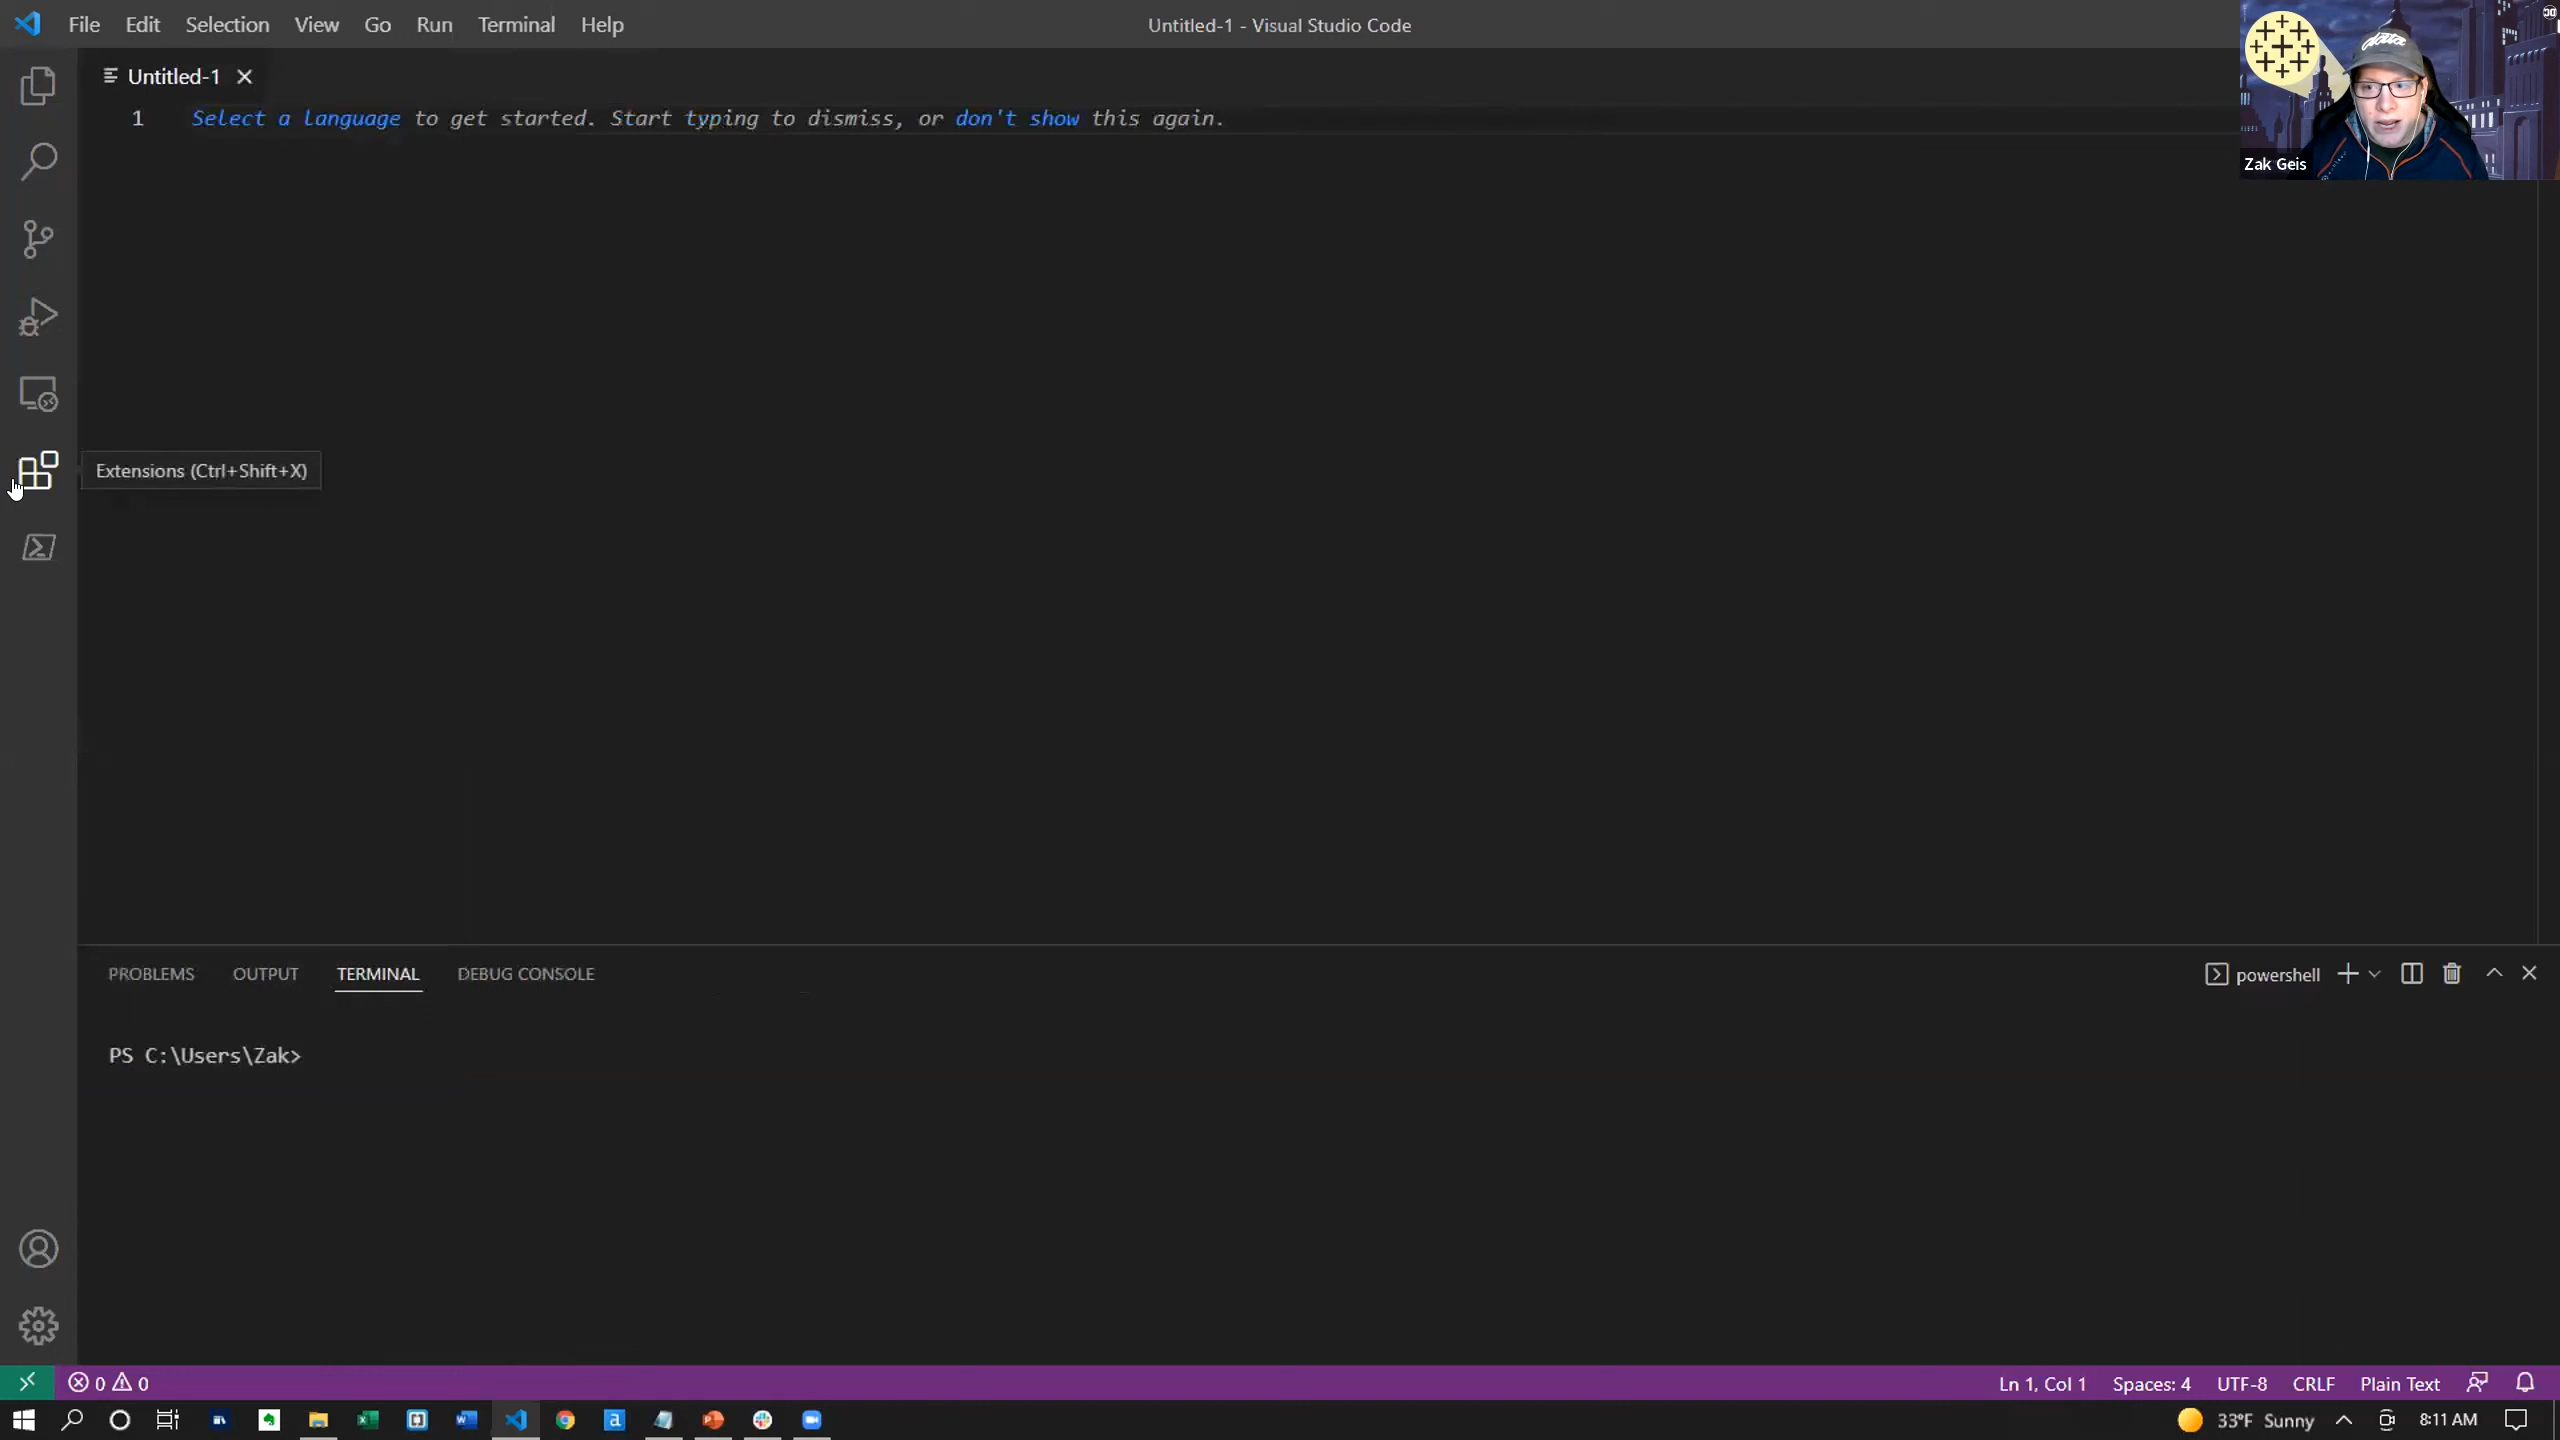 File Edit Selection View Go Run Terminal Help
Untitled-1 - Visual Studio Code
Untitled-1
1 Select a language to get started. Start typing to dismiss, or don't show this again.
data
Zak Geis
Extensions (Ctrl+Shift+X)
PROBLEMS OUTPUT TERMINAL DEBUG CONSOLE
powershell
PS C:\Users\Zak>
0 0
Ln 1, Col 1 Spaces: 4 UTF-8 CRLF Plain Text
33°F Sunny 8:11 AM